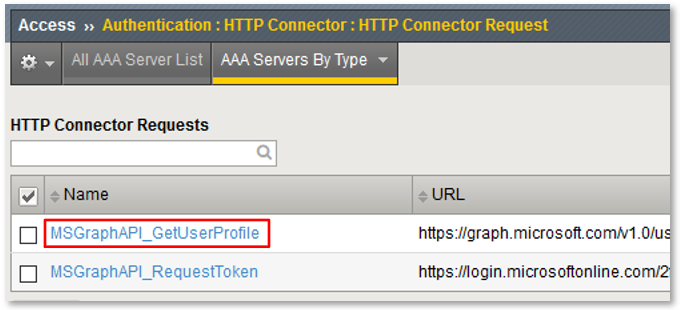 Access ›› Authentication : HTTP Connector : HTTP Connector Request
All AAA Server List AAA Servers By Type
HTTP Connector Requests
Name URL
MSGraphAPI_GetUserProfile https://graph.microsoft.com/v1.0/us
MSGraphAPI_RequestToken https://login.microsoftonline.com/2